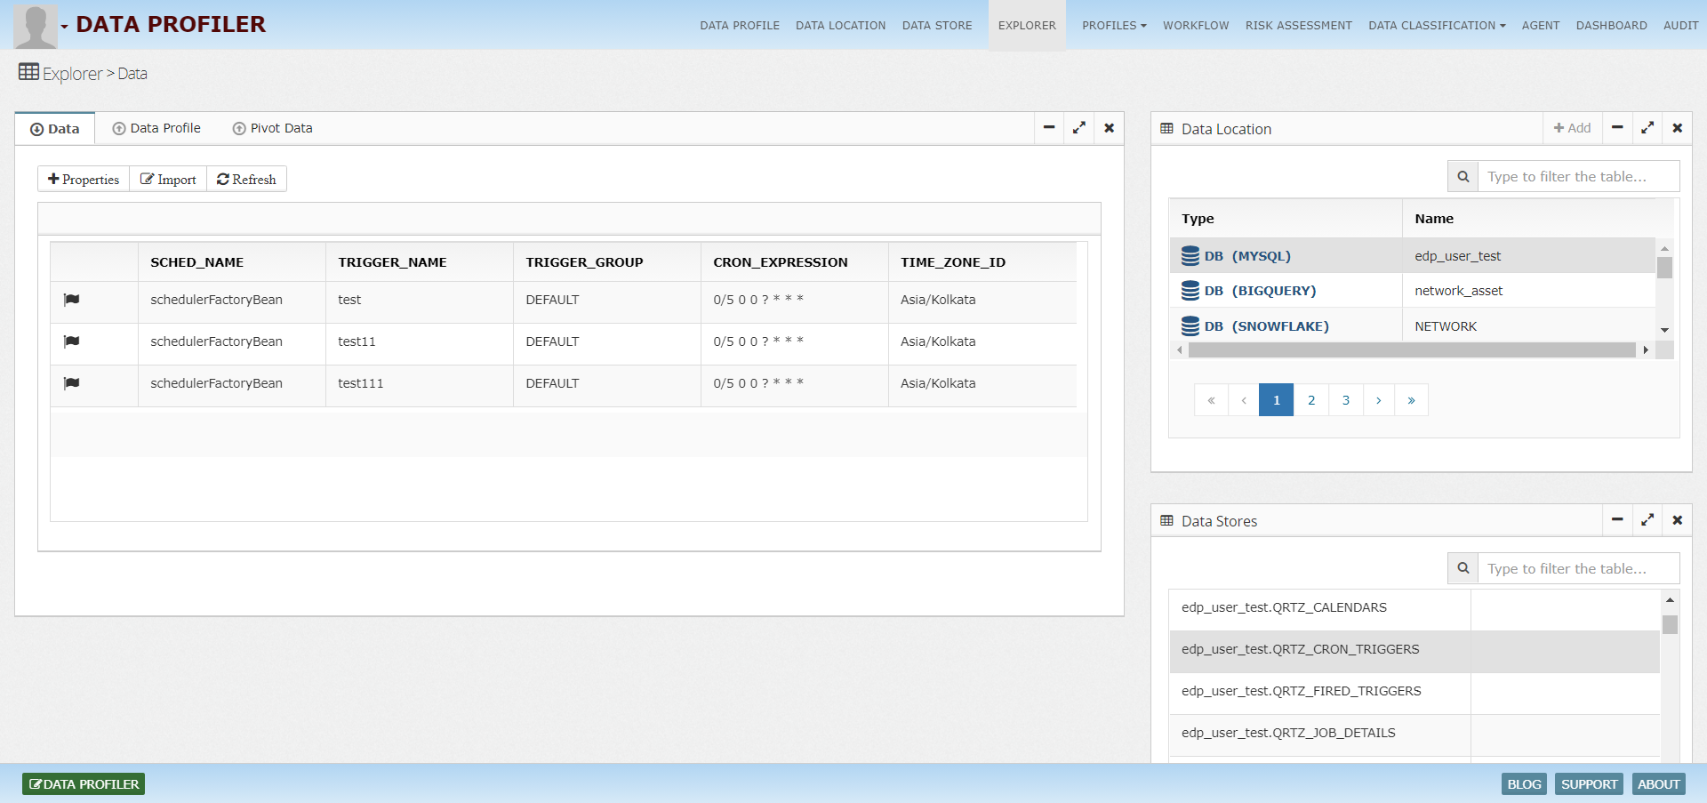 DATA PROFILER
DATA PROFILE DATA LOCATION DATA STORE EXPLORER PROFILES WORKFLOW RISK ASSESSMENT DATA CLASSIFICATION AGENT DASHBOARD AUDIT
Explorer > Data
Data Data Profile Pivot Data
Properties Import Refresh
SCHED_NAME TRIGGER_NAME TRIGGER_GROUP CRON_EXPRESSION TIME_ZONE_ID
schedulerFactoryBean test DEFAULT 0/5 0 0 ? * * * Asia/Kolkata
schedulerFactoryBean test11 DEFAULT 0/5 0 0 ? * * * Asia/Kolkata
schedulerFactoryBean test111 DEFAULT 0/5 0 0 ? * * * Asia/Kolkata
Data Location + Add
Type to filter the table...
Type Name
DB (MYSQL) edp_user_test
DB (BIGQUERY) network_asset
DB (SNOWFLAKE) NETWORK
« ‹ 1 2 3 › »
Data Stores
Type to filter the table...
edp_user_test.QRTZ_CALENDARS
edp_user_test.QRTZ_CRON_TRIGGERS
edp_user_test.QRTZ_FIRED_TRIGGERS
edp_user_test.QRTZ_JOB_DETAILS
DATA PROFILER BLOG SUPPORT ABOUT